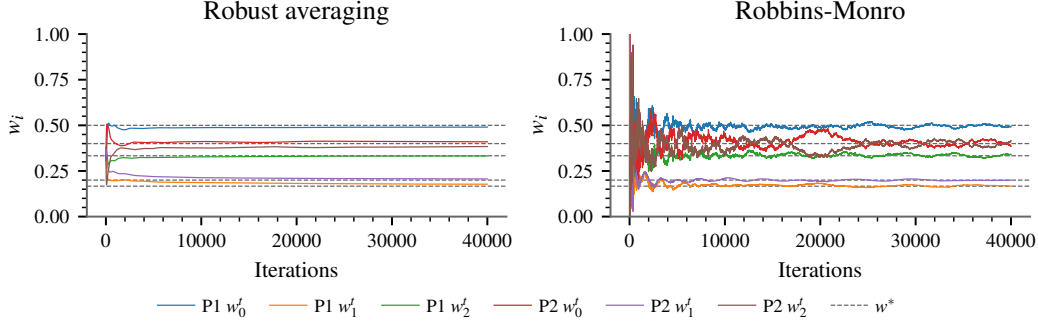 Robust averaging
Robbins-Monro
1.00
0.75
0.50
0.25
0.00
w_i
0
10000
20000
30000
40000
Iterations
1.00
0.75
0.50
0.25
0.00
w_i
0
10000
20000
30000
40000
Iterations
P1 w_0^t P1 w_1^t P1 w_2^t P2 w_0^t P2 w_1^t P2 w_2^t w^*